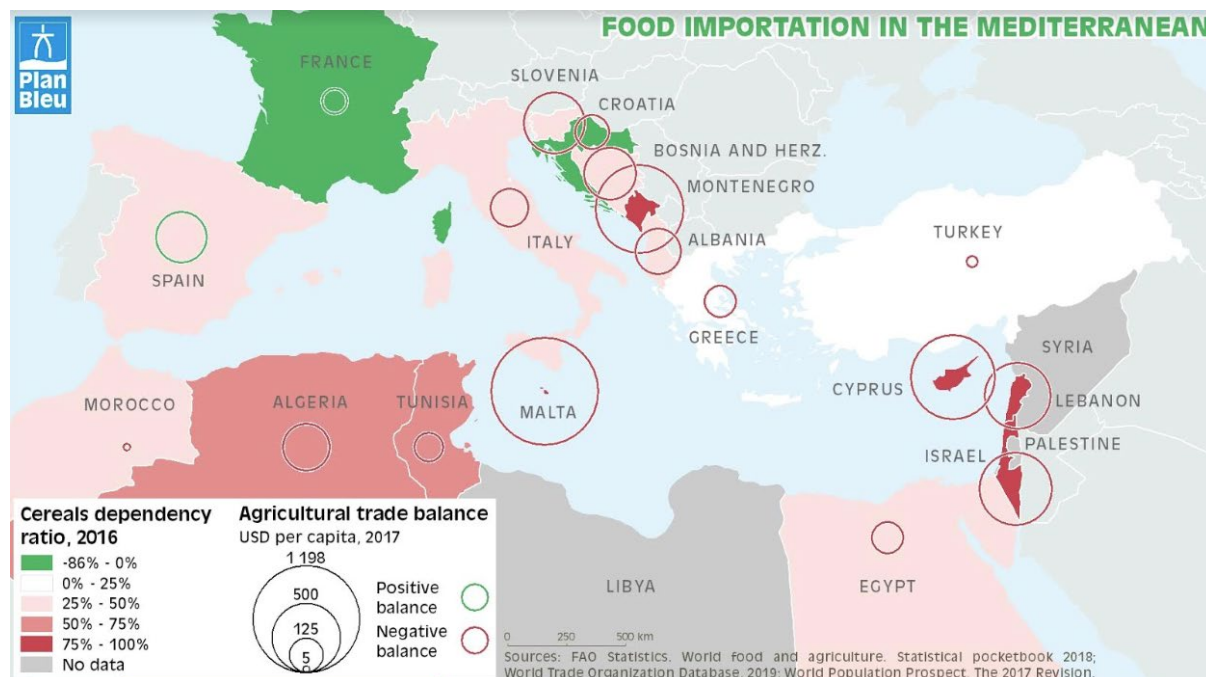 FOOD IMPORTATION IN THE MEDITERRANEAN
Plan
Bleu
FRANCE
SLOVENIA
CROATIA
BOSNIA AND HERZ.
MONTENEGRO
ALBANIA
TURKEY
ITALY
SPAIN
GREECE
SYRIA
CYPRUS
LEBANON
MOROCCO
ALGERIA
TUNISIA
MALTA
PALESTINE
ISRAEL
LIBYA
EGYPT
Cereals dependency
ratio, 2016
-86% - 0%
0% - 25%
25% - 50%
50% - 75%
75% - 100%
No data
Agricultural trade balance
USD per capita, 2017
1 198
500
125
5
0
Positive
balance
Negative
balance
0 250 500 km
Sources: FAO Statistics. World food and agriculture. Statistical pocketbook 2018;
World Trade Organization Database, 2019; World Population Prospect. The 2017 Revision.